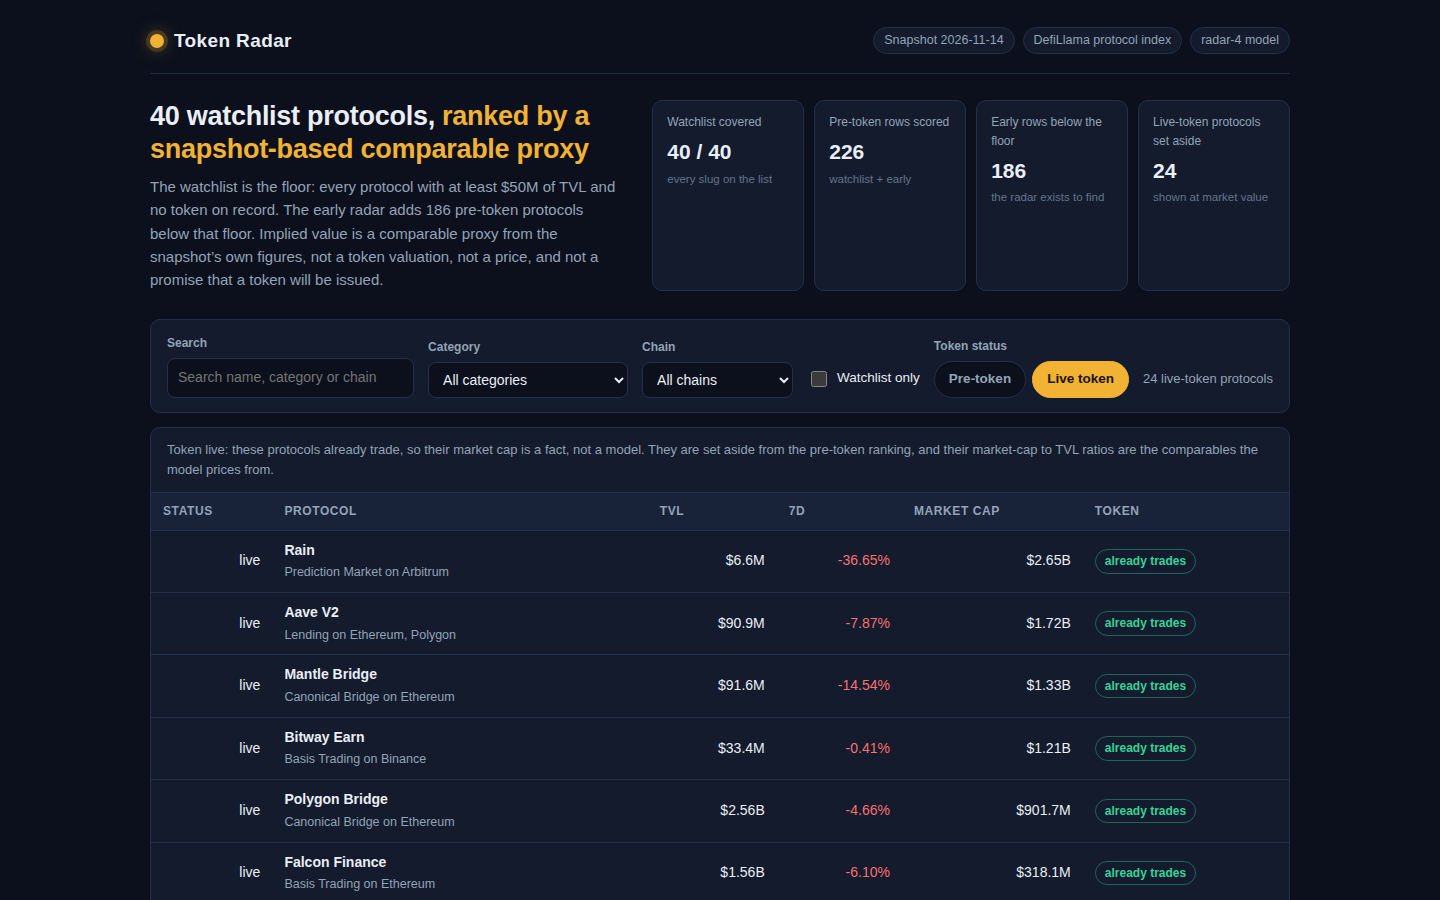 Token Radar
Snapshot 2026-11-14
DefiLlama protocol index
radar-4 model
40 watchlist protocols, ranked by a
snapshot-based comparable proxy
The watchlist is the floor: every protocol with at least $50M of TVL and
no token on record. The early radar adds 186 pre-token protocols
below that floor. Implied value is a comparable proxy from the
snapshot’s own figures, not a token valuation, not a price, and not a
promise that a token will be issued.
Watchlist covered
40 / 40
every slug on the list
Pre-token rows scored
226
watchlist + early
Early rows below the
floor
186
the radar exists to find
Live-token protocols
set aside
24
shown at market value
Search
Search name, category or chain
Category
All categories
Chain
All chains
Watchlist only
Token status
Pre-token
Live token
24 live-token protocols
Token live: these protocols already trade, so their market cap is a fact, not a model. They are set aside from the pre-token ranking, and their market-cap to TVL ratios are the comparables the
model prices from.
STATUS PROTOCOL TVL 7D MARKET CAP TOKEN
live Rain $6.6M -36.65% $2.65B already trades
Prediction Market on Arbitrum
live Aave V2 $90.9M -7.87% $1.72B already trades
Lending on Ethereum, Polygon
live Mantle Bridge $91.6M -14.54% $1.33B already trades
Canonical Bridge on Ethereum
live Bitway Earn $33.4M -0.41% $1.21B already trades
Basis Trading on Binance
live Polygon Bridge $2.56B -4.66% $901.7M already trades
Canonical Bridge on Ethereum
live Falcon Finance $1.56B -6.10% $318.1M already trades
Basis Trading on Ethereum